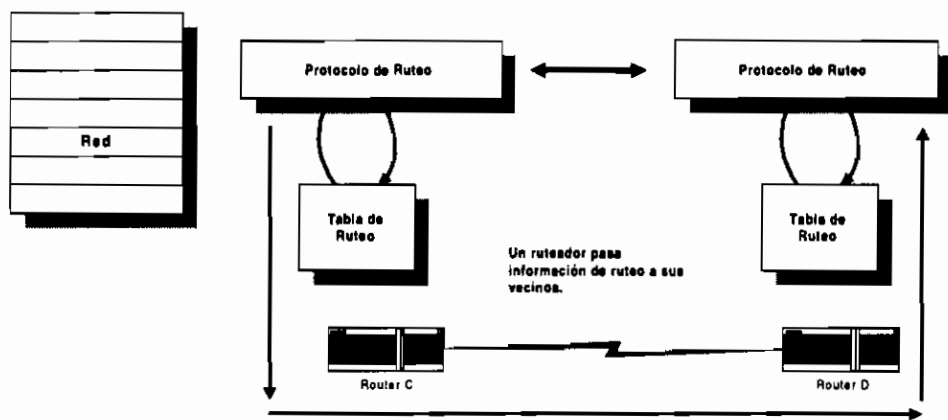 Red
Protocolo de Ruteo
Protocolo de Ruteo
Tabla de
Ruteo
Tabla de
Ruteo
Un ruteador pasa
información de ruteo a sus
vecinos.
Router C
Router D